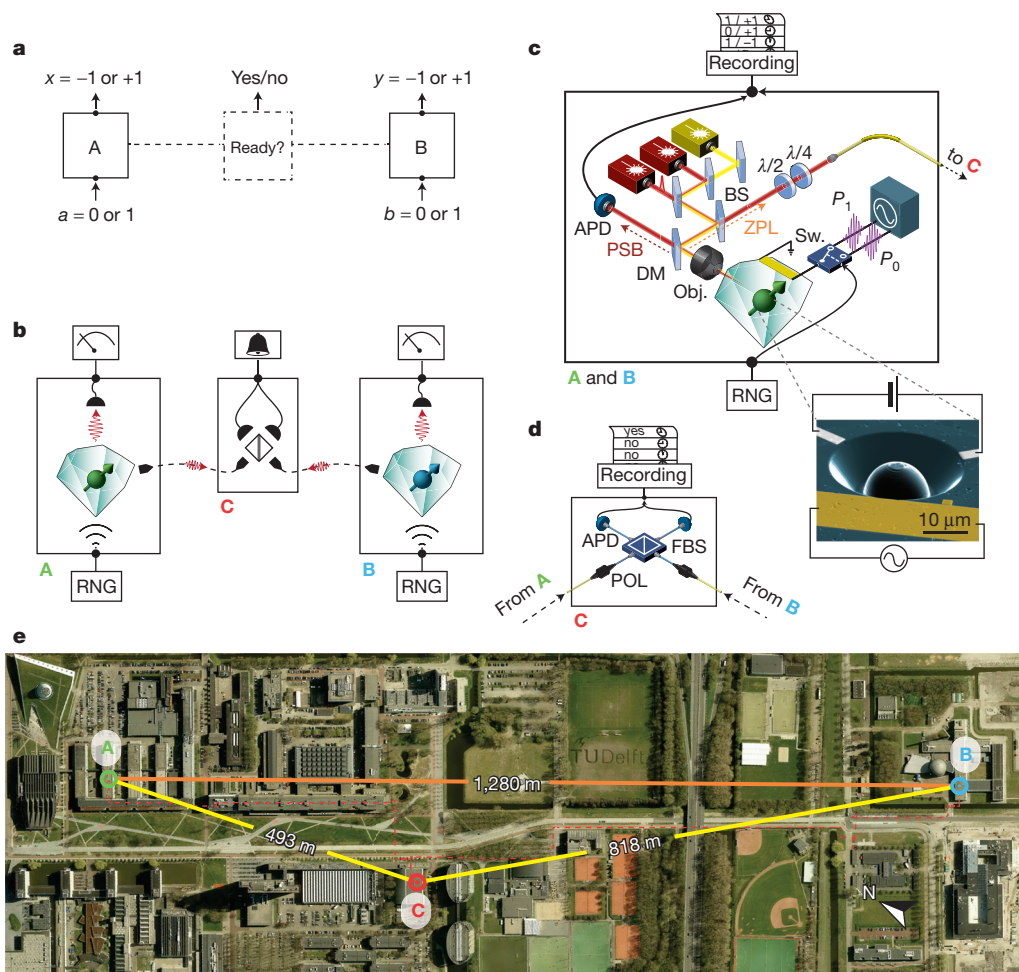 a
x = −1 or +1
Yes/no
y = −1 or +1
A
Ready?
B
a = 0 or 1
b = 0 or 1
b
C
A
B
RNG
RNG
c
1 / +1
0 / +1
1 / −1
Recording
λ/2
λ/4
to C
BS
APD
PSB
ZPL
DM
Obj.
Sw.
P1
P0
A and B
RNG
10 μm
d
yes
no
no
Recording
APD
FBS
POL
From A
From B
C
e
A
B
TUDelft
1,280 m
493 m
818 m
C
N